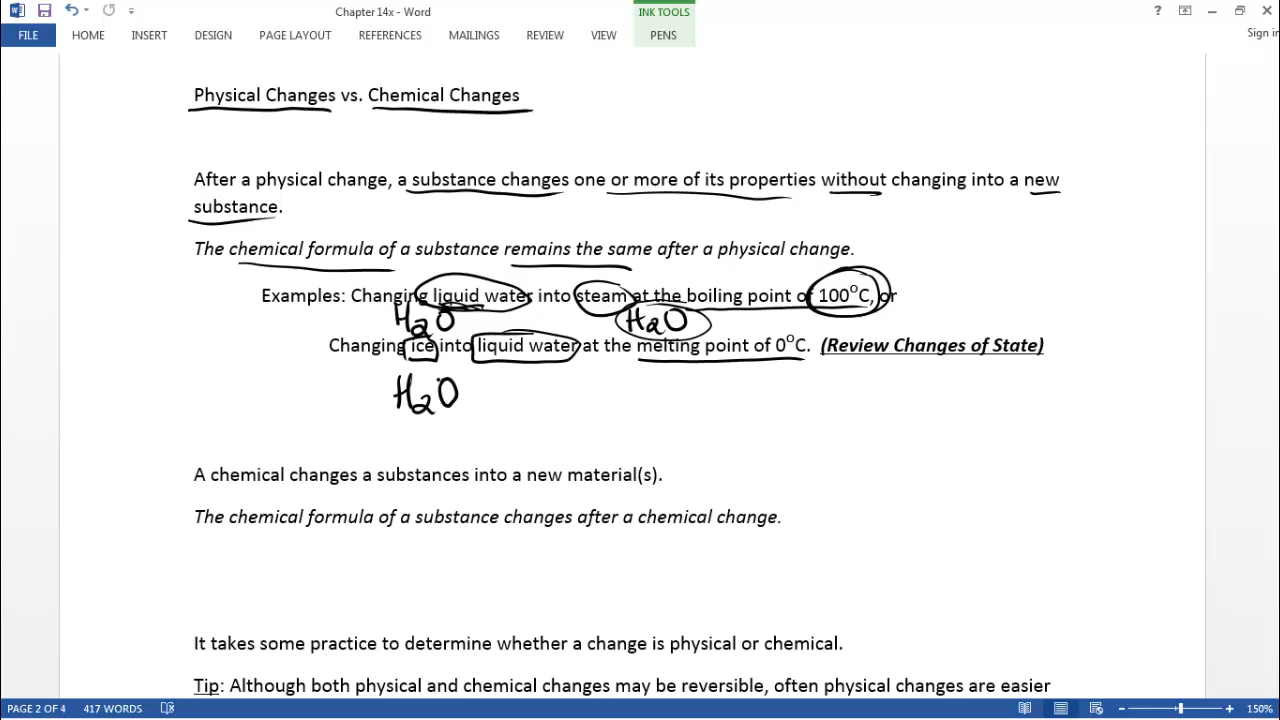 Chapter 14x - Word
INK TOOLS
?
Sign in
FILE HOME INSERT DESIGN PAGE LAYOUT REFERENCES MAILINGS REVIEW VIEW PENS
Physical Changes vs. Chemical Changes
After a physical change, a substance changes one or more of its properties without changing into a new
substance.
The chemical formula of a substance remains the same after a physical change.
Examples: Changing liquid water into steam at the boiling point of 100°C, or
H2O H2O
Changing ice into liquid water at the melting point of 0°C. (Review Changes of State)
H2O
A chemical changes a substances into a new material(s).
The chemical formula of a substance changes after a chemical change.
It takes some practice to determine whether a change is physical or chemical.
Tip: Although both physical and chemical changes may be reversible, often physical changes are easier
PAGE 2 OF 4 417 WORDS 150%